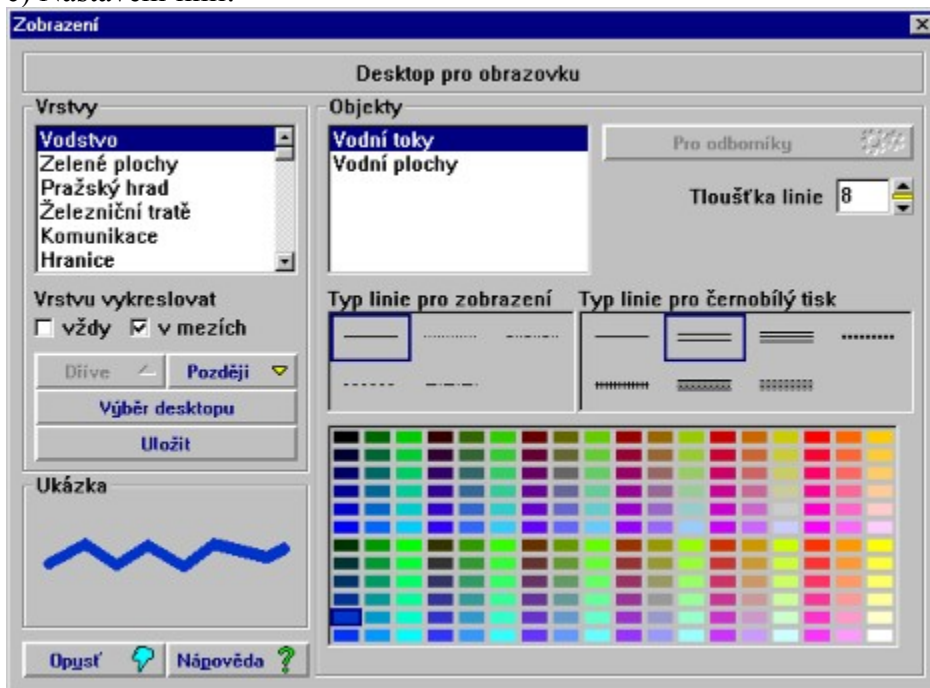 c) Nastavení linií:
Zobrazení
Desktop pro obrazovku
Vrstvy
Vodstvo
Zelené plochy
Pražský hrad
Železniční tratě
Komunikace
Hranice
Vrstvu vykreslovat
vždy v mezích
Dříve Později
Výběr desktopu
Uložit
Ukázka
Opusť Nápověda
Objekty
Vodní toky
Vodní plochy
Pro odborníky
Tloušťka linie 8
Typ linie pro zobrazení
Typ linie pro černobílý tisk